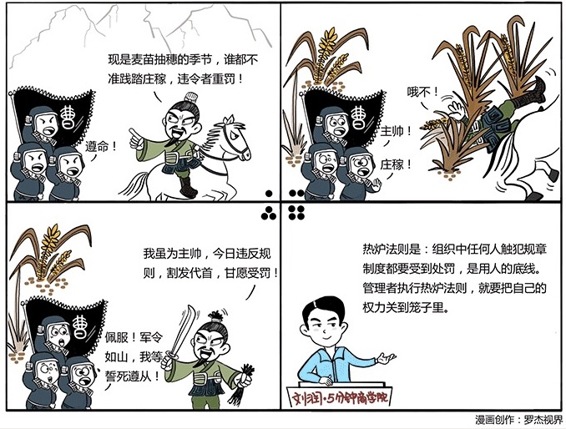 现是麦苗抽穗的季节，谁都不
准践踏庄稼，违令者重罚！
曹
遵命！
哦不！
主帅！
曹
庄稼！
我虽为主帅，今日违反规
则，割发代首，甘愿受罚！
曹
佩服！军令
如山，我等
誓死遵从！
热炉法则是：组织中任何人触犯规章
制度都要受到处罚，是用人的底线。
管理者执行热炉法则，就要把自己的
权力关到笼子里。
刘润·5分钟商学院
漫画创作：罗杰视界